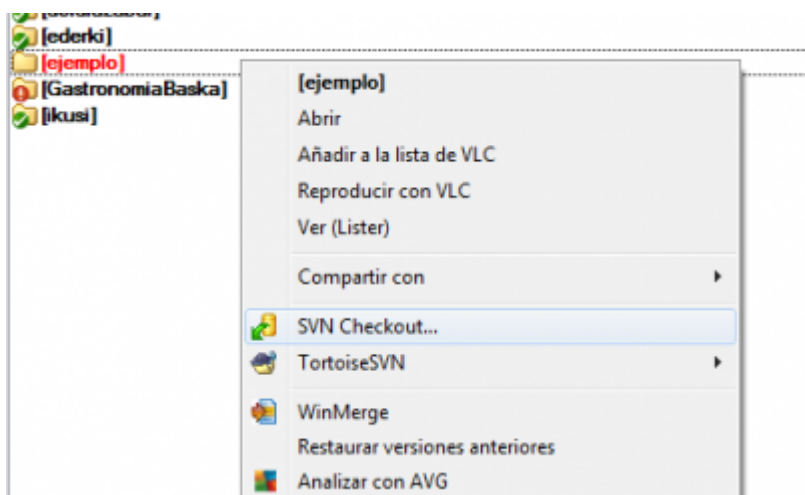 [ederki]
[ejemplo]
[GastronomiaBaska]
[ikusi]
[ejemplo]
Abrir
Añadir a la lista de VLC
Reproducir con VLC
Ver (Lister)
Compartir con
SVN Checkout...
TortoiseSVN
WinMerge
Restaurar versiones anteriores
Analizar con AVG